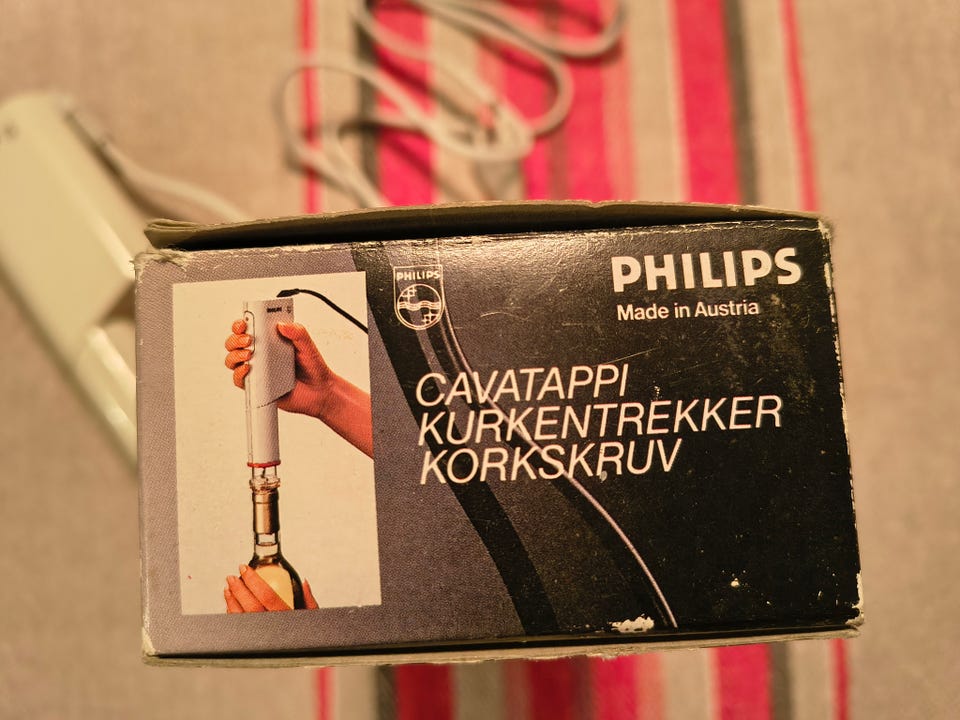 PHILIPS
PHILIPS
Made in Austria
CAVATAPPI
KURKENTREKKER
KORKSKRUV